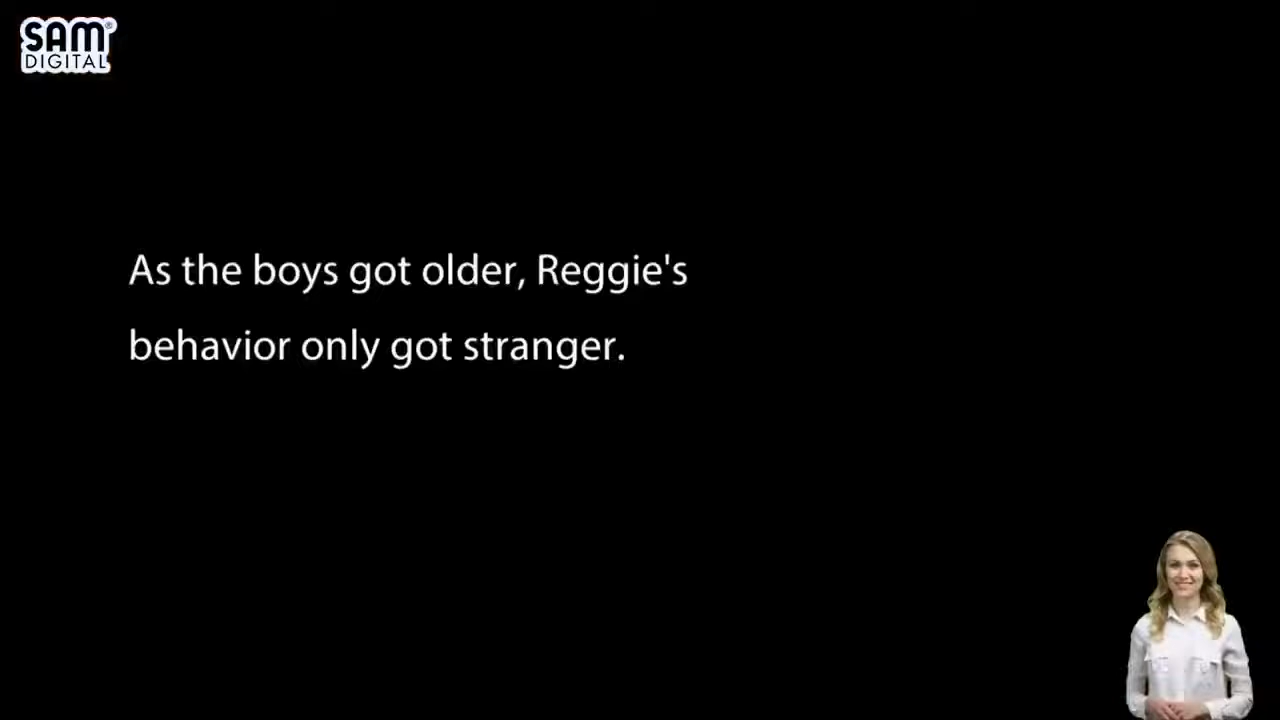 SAM®
DIGITAL
As the boys got older, Reggie's
behavior only got stranger.